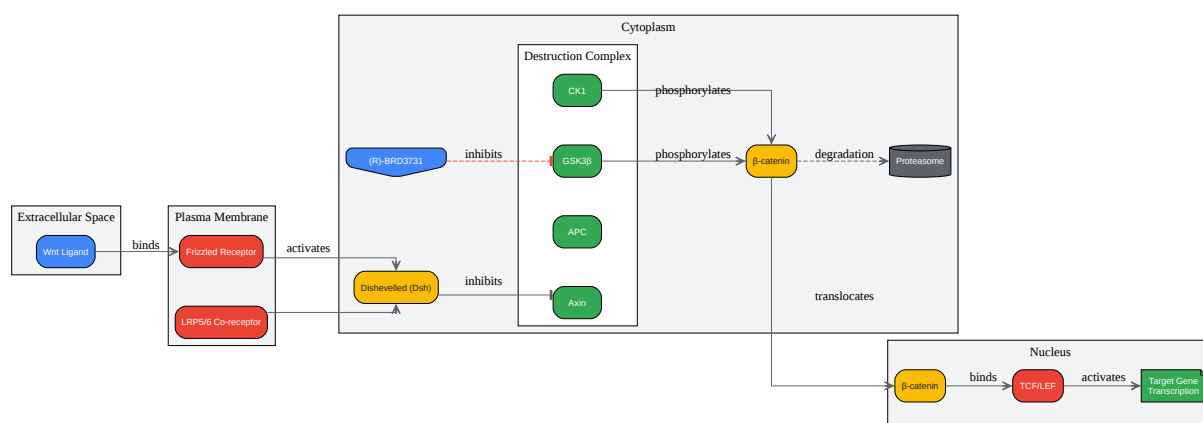 Cytoplasm
Destruction Complex
CK1
phosphorylates
(R)-BRD3731
inhibits
GSK3β
phosphorylates
β-catenin
degradation
Proteasome
Extracellular Space
Wnt Ligand
binds
Plasma Membrane
Frizzled Receptor
activates
LRP5/6 Co-receptor
Dishevelled (Dsh)
inhibits
APC
Axin
translocates
Nucleus
β-catenin
binds
TCF/LEF
activates
Target Gene
Transcription